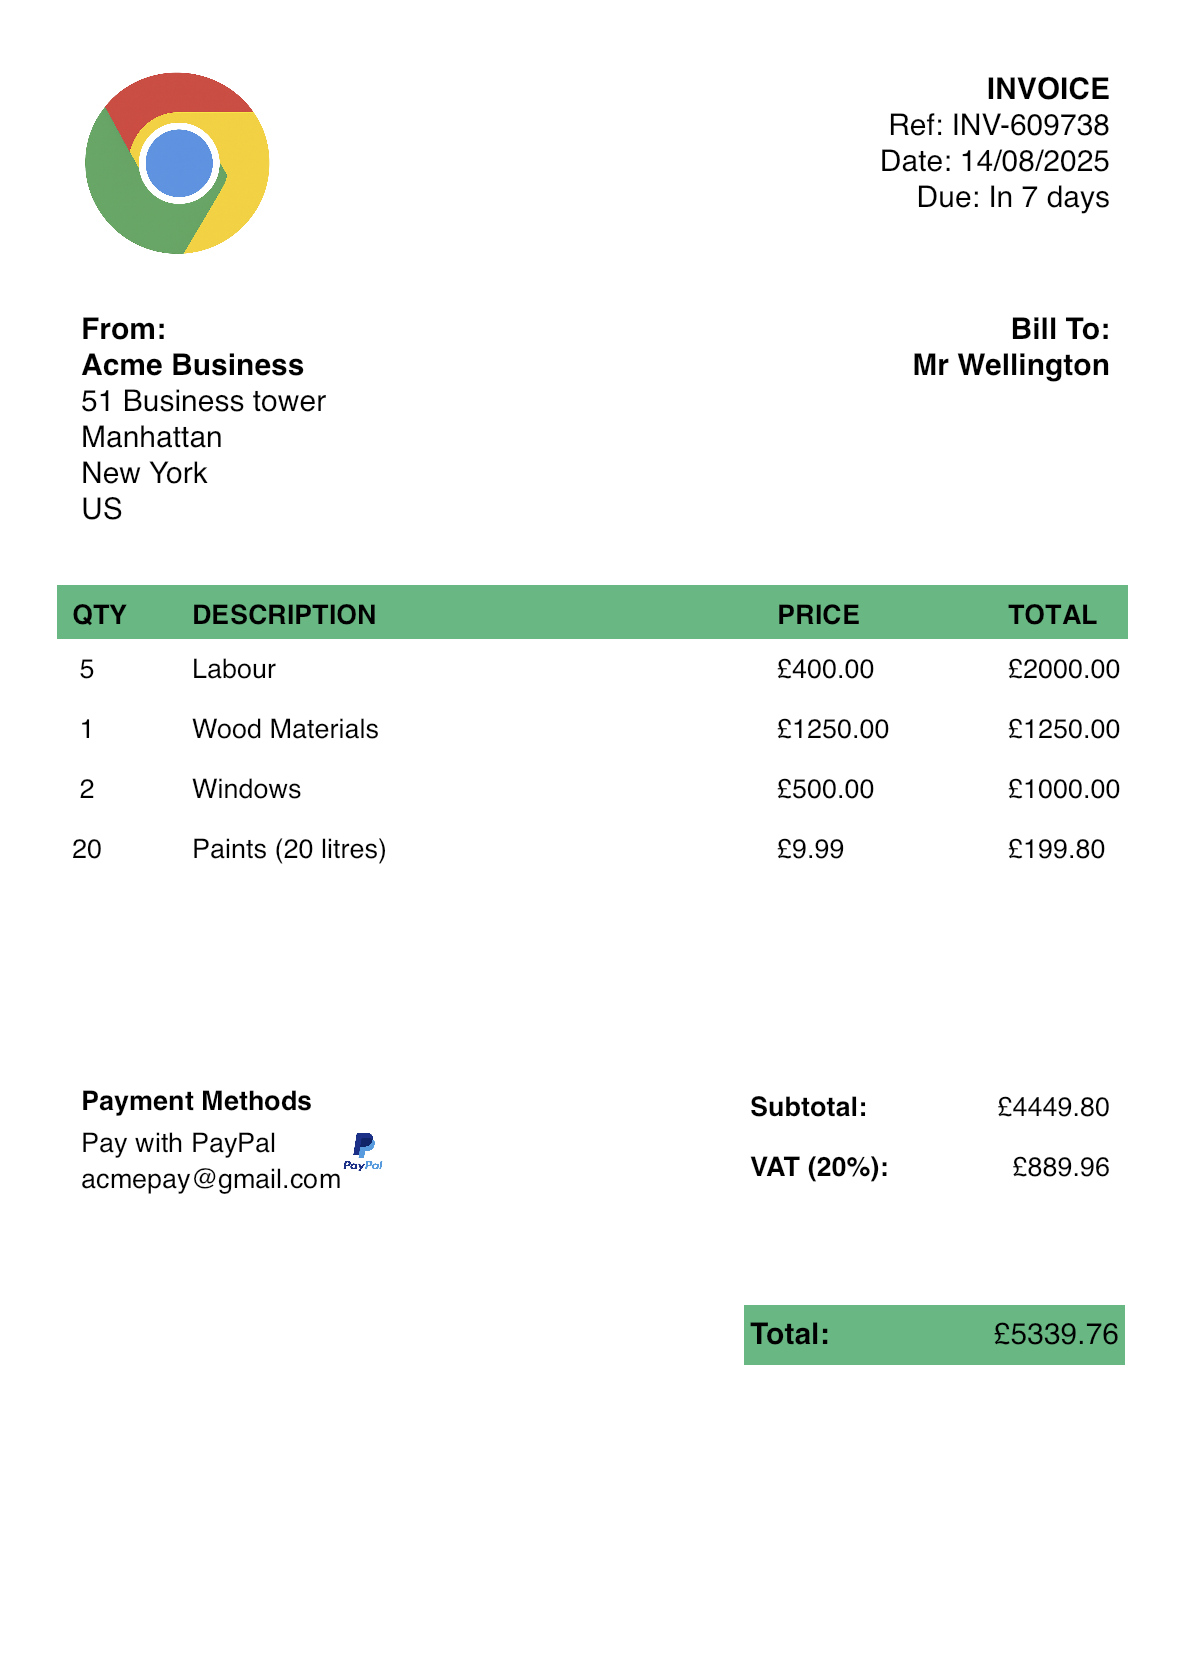 INVOICE
Ref: INV-609738
Date: 14/08/2025
Due: In 7 days
From:
Acme Business
51 Business tower
Manhattan
New York
US
Bill To:
Mr Wellington
QTY DESCRIPTION PRICE TOTAL
5 Labour £400.00 £2000.00
1 Wood Materials £1250.00 £1250.00
2 Windows £500.00 £1000.00
20 Paints (20 litres) £9.99 £199.80
Payment Methods
Pay with PayPal
acmepay@gmail.com
PayPal
Subtotal: £4449.80
VAT (20%): £889.96
Total: £5339.76